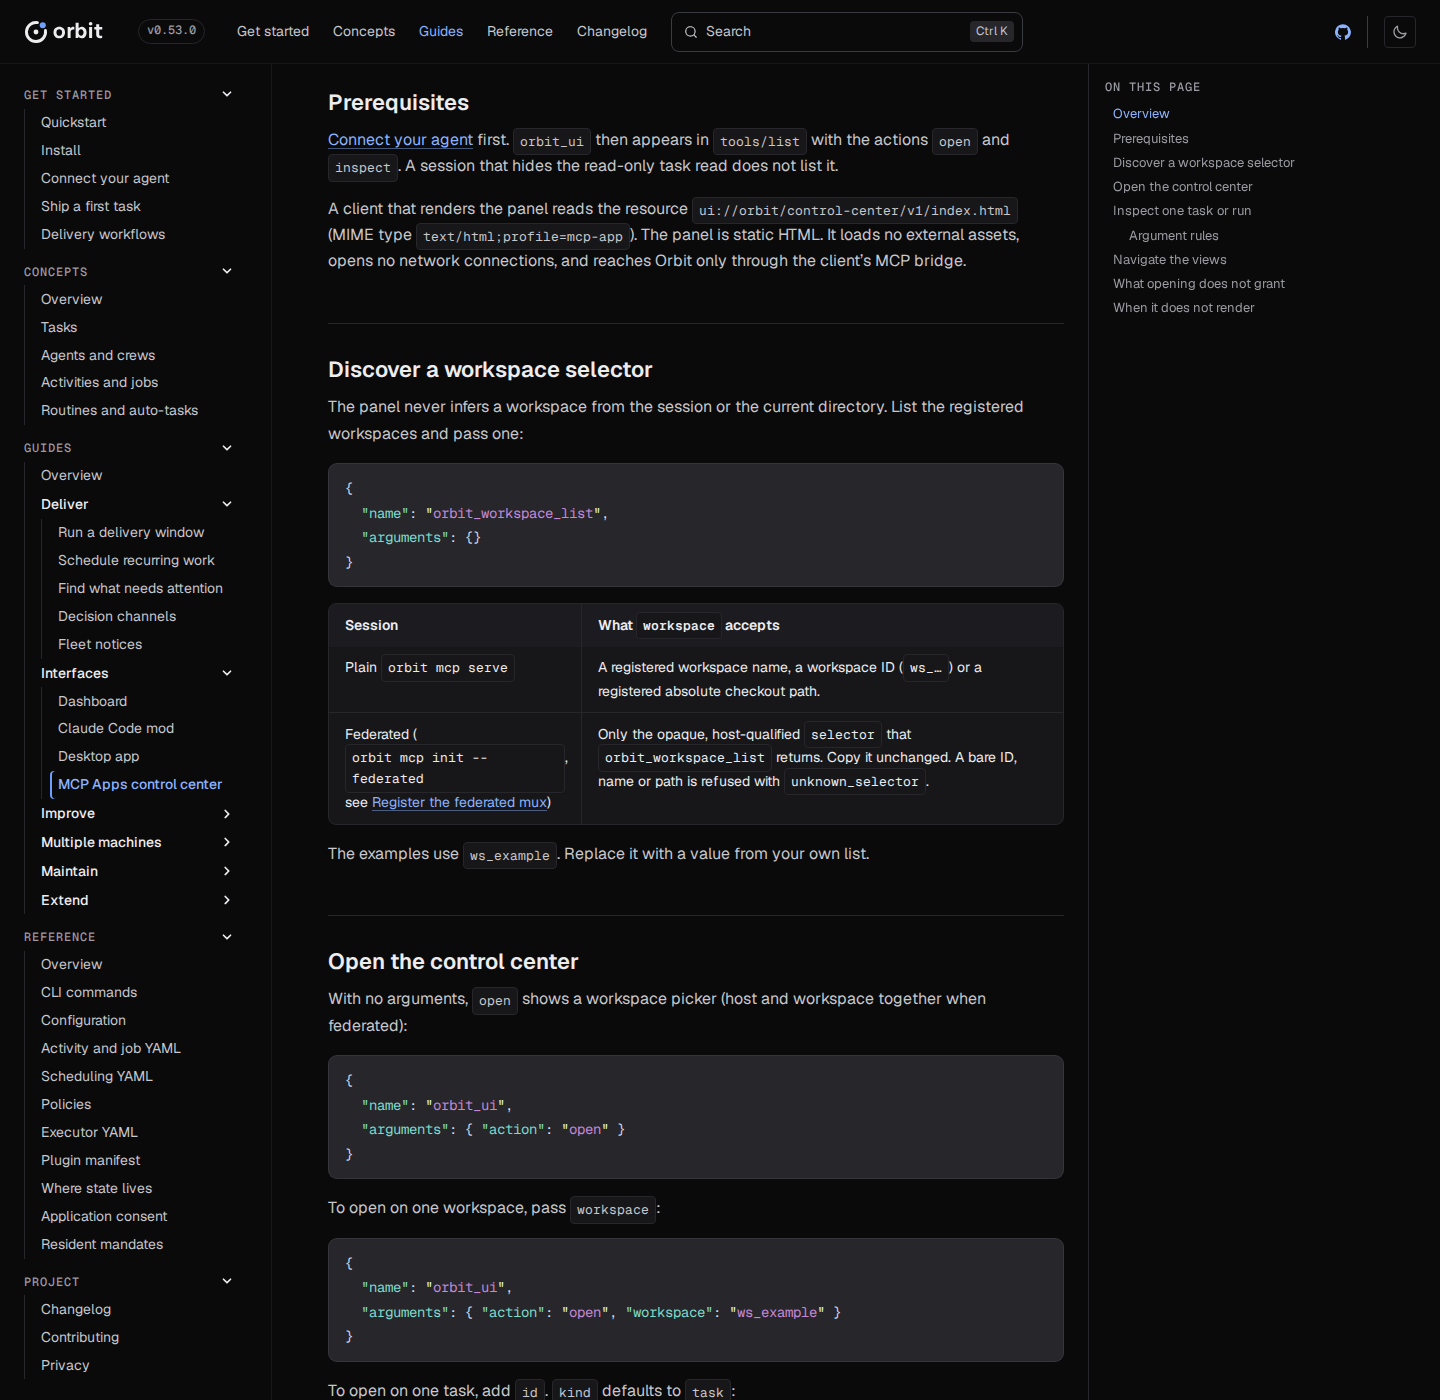 orbit
v0.53.0
Get started
Concepts
Guides
Reference
Changelog
Search
Ctrl K
GET STARTED
Quickstart
Install
Connect your agent
Ship a first task
Delivery workflows
CONCEPTS
Overview
Tasks
Agents and crews
Activities and jobs
Routines and auto-tasks
GUIDES
Overview
Deliver
Run a delivery window
Schedule recurring work
Find what needs attention
Decision channels
Fleet notices
Interfaces
Dashboard
Claude Code mod
Desktop app
MCP Apps control center
Improve
Multiple machines
Maintain
Extend
REFERENCE
Overview
CLI commands
Configuration
Activity and job YAML
Scheduling YAML
Policies
Executor YAML
Plugin manifest
Where state lives
Application consent
Resident mandates
PROJECT
Changelog
Contributing
Privacy
Prerequisites
Connect your agent first. orbit_ui then appears in tools/list with the actions open and
inspect. A session that hides the read-only task read does not list it.
A client that renders the panel reads the resource ui://orbit/control-center/v1/index.html
(MIME type text/html;profile=mcp-app). The panel is static HTML. It loads no external assets,
opens no network connections, and reaches Orbit only through the client’s MCP bridge.
Discover a workspace selector
The panel never infers a workspace from the session or the current directory. List the registered
workspaces and pass one:
{
"name": "orbit_workspace_list",
"arguments": {}
}
Session
What workspace accepts
Plain orbit mcp serve
A registered workspace name, a workspace ID (ws_…) or a
registered absolute checkout path.
Federated (
orbit mcp init --
federated,
see Register the federated mux)
Only the opaque, host-qualified selector that
orbit_workspace_list returns. Copy it unchanged. A bare ID,
name or path is refused with unknown_selector.
The examples use ws_example. Replace it with a value from your own list.
Open the control center
With no arguments, open shows a workspace picker (host and workspace together when
federated):
{
"name": "orbit_ui",
"arguments": { "action": "open" }
}
To open on one workspace, pass workspace:
{
"name": "orbit_ui",
"arguments": { "action": "open", "workspace": "ws_example" }
}
To open on one task, add id. kind defaults to task:
ON THIS PAGE
Overview
Prerequisites
Discover a workspace selector
Open the control center
Inspect one task or run
Argument rules
Navigate the views
What opening does not grant
When it does not render